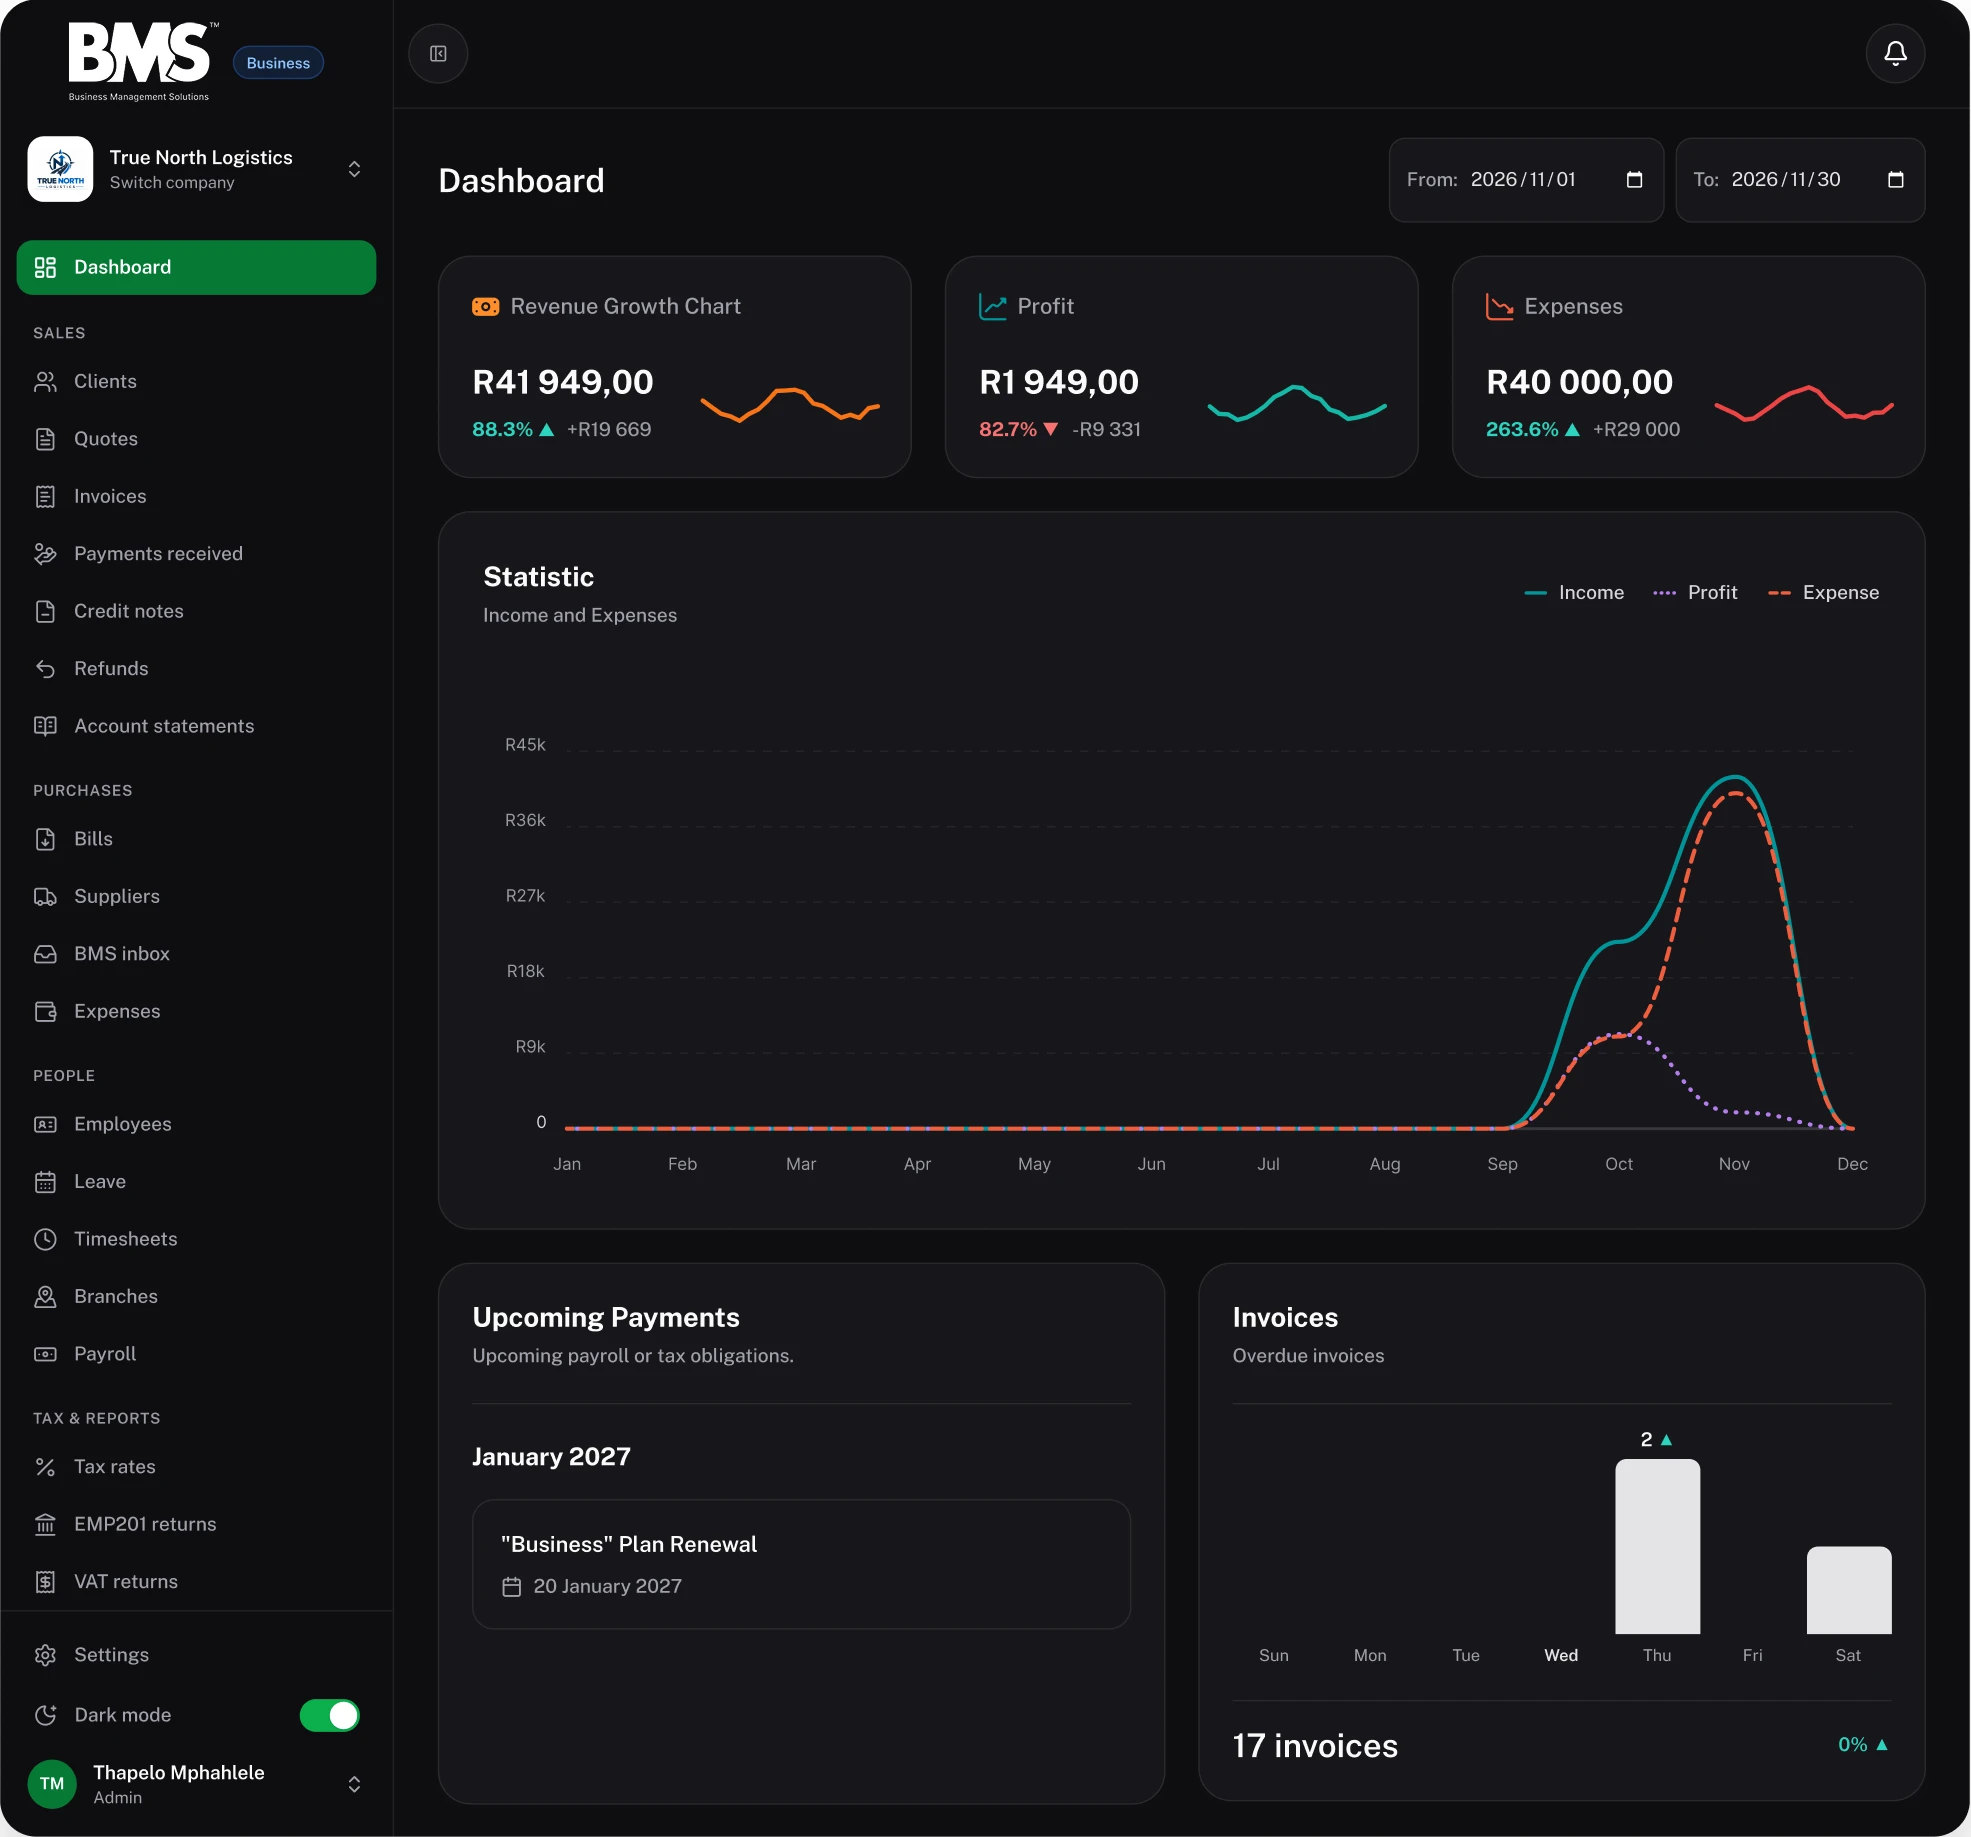 BMS™
Business Management Solutions
Business
TRUE NORTH
LOGISTICS
True North Logistics
Switch company
Dashboard
SALES
Clients
Quotes
Invoices
Payments received
Credit notes
Refunds
Account statements
PURCHASES
Bills
Suppliers
BMS inbox
Expenses
PEOPLE
Employees
Leave
Timesheets
Branches
Payroll
TAX & REPORTS
Tax rates
EMP201 returns
VAT returns
Settings
Dark mode
TM
Thapelo Mphahlele
Admin
Dashboard
From: 2026/11/01
To: 2026/11/30
Revenue Growth Chart
R41 949,00
88.3% ▲ +R19 669
Profit
R1 949,00
82.7% ▼ -R9 331
Expenses
R40 000,00
263.6% ▲ +R29 000
Statistic
Income and Expenses
Income Profit Expense
R45k
R36k
R27k
R18k
R9k
0
Jan Feb Mar Apr May Jun Jul Aug Sep Oct Nov Dec
Upcoming Payments
Upcoming payroll or tax obligations.
January 2027
"Business" Plan Renewal
20 January 2027
Invoices
Overdue invoices
2 ▲
Sun Mon Tue Wed Thu Fri Sat
17 invoices
0% ▲